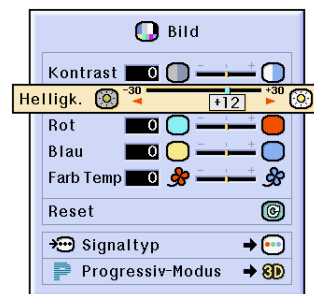 Bild
Kontrast 0
Helligk. -30 +12 +30
Rot 0
Blau 0
Farb Temp 0
Reset
Signaltyp
Progressiv-Modus 3D